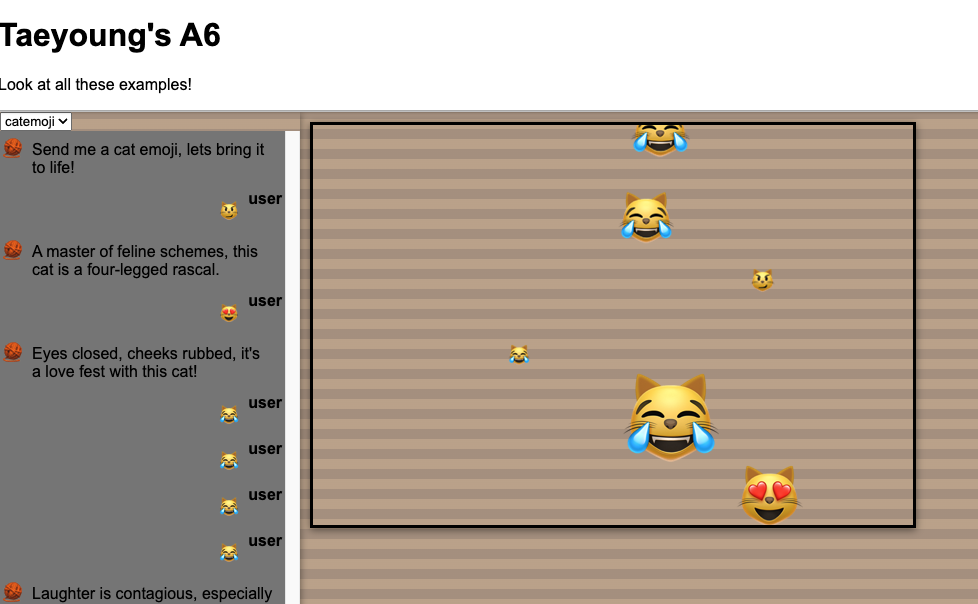 Taeyoung's A6
Look at all these examples!
catemoji
Send me a cat emoji, lets bring it
to life!
user
A master of feline schemes, this
cat is a four-legged rascal.
user
Eyes closed, cheeks rubbed, it's
a love fest with this cat!
user
user
user
user
Laughter is contagious, especially